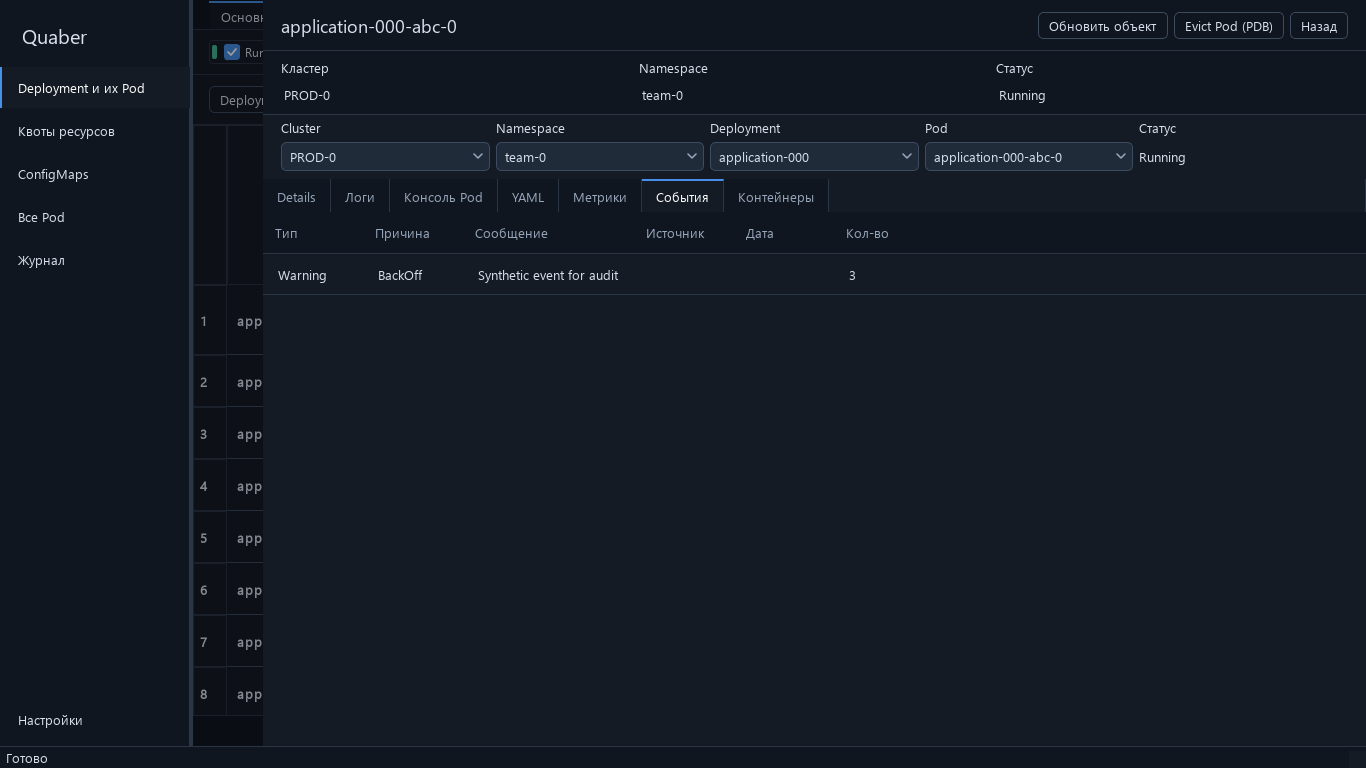 Quaber
Deployment и их Pod
Квоты ресурсов
ConfigMaps
Все Pod
Журнал
Настройки
Готово
application-000-abc-0
Обновить объект
Evict Pod (PDB)
Назад
Кластер Namespace Статус
PROD-0 team-0 Running
Cluster Namespace Deployment Pod Статус
PROD-0 team-0 application-000 application-000-abc-0 Running
Details Логи Консоль Pod YAML Метрики События Контейнеры
Тип Причина Сообщение Источник Дата Кол-во
Warning BackOff Synthetic event for audit 3
1 app
2 app
3 app
4 app
5 app
6 app
7 app
8 app